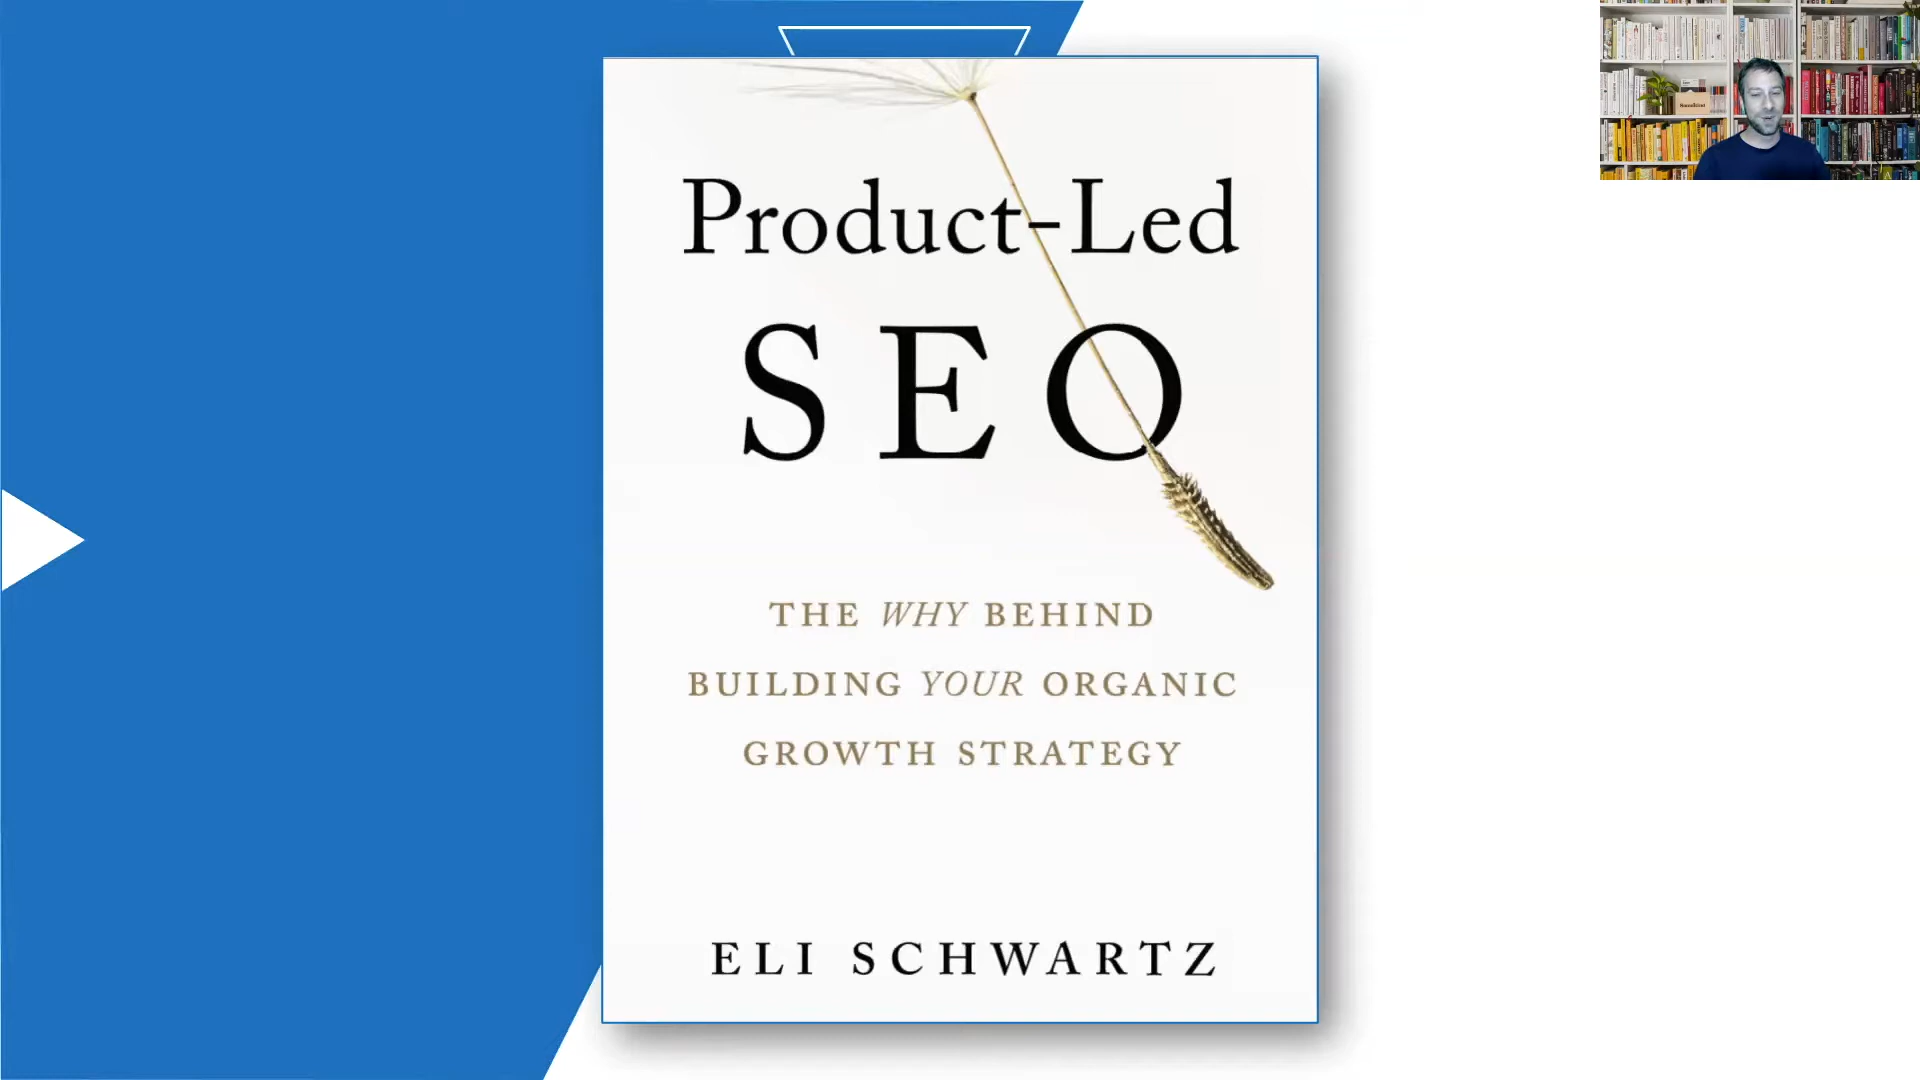 Product-Led
SEO
THE WHY BEHIND
BUILDING YOUR ORGANIC
GROWTH STRATEGY
ELI SCHWARTZ